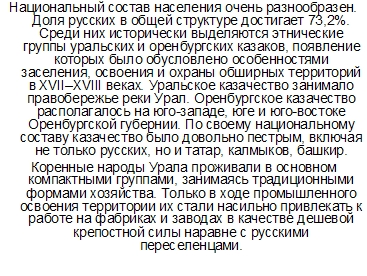 Национальный состав населения очень разнообразен.
Доля русских в общей структуре достигает 73,2%.
Среди них исторически выделяются этнические
группы уральских и оренбургских казаков, появление
которых было обусловлено особенностями
заселения, освоения и охраны обширных территорий
в XVII–XVIII веках. Уральское казачество занимало
правобережье реки Урал. Оренбургское казачество
располагалось на юго-западе, юге и юго-востоке
Оренбургской губернии. По своему национальному
составу казачество было довольно пестрым, включая
не только русских, но и татар, калмыков, башкир.
Коренные народы Урала проживали в основном
компактными группами, занимаясь традиционными
формами хозяйства. Только в ходе промышленного
освоения территории их стали насильно привлекать к
работе на фабриках и заводах в качестве дешевой
крепостной силы наравне с русскими
переселенцами.